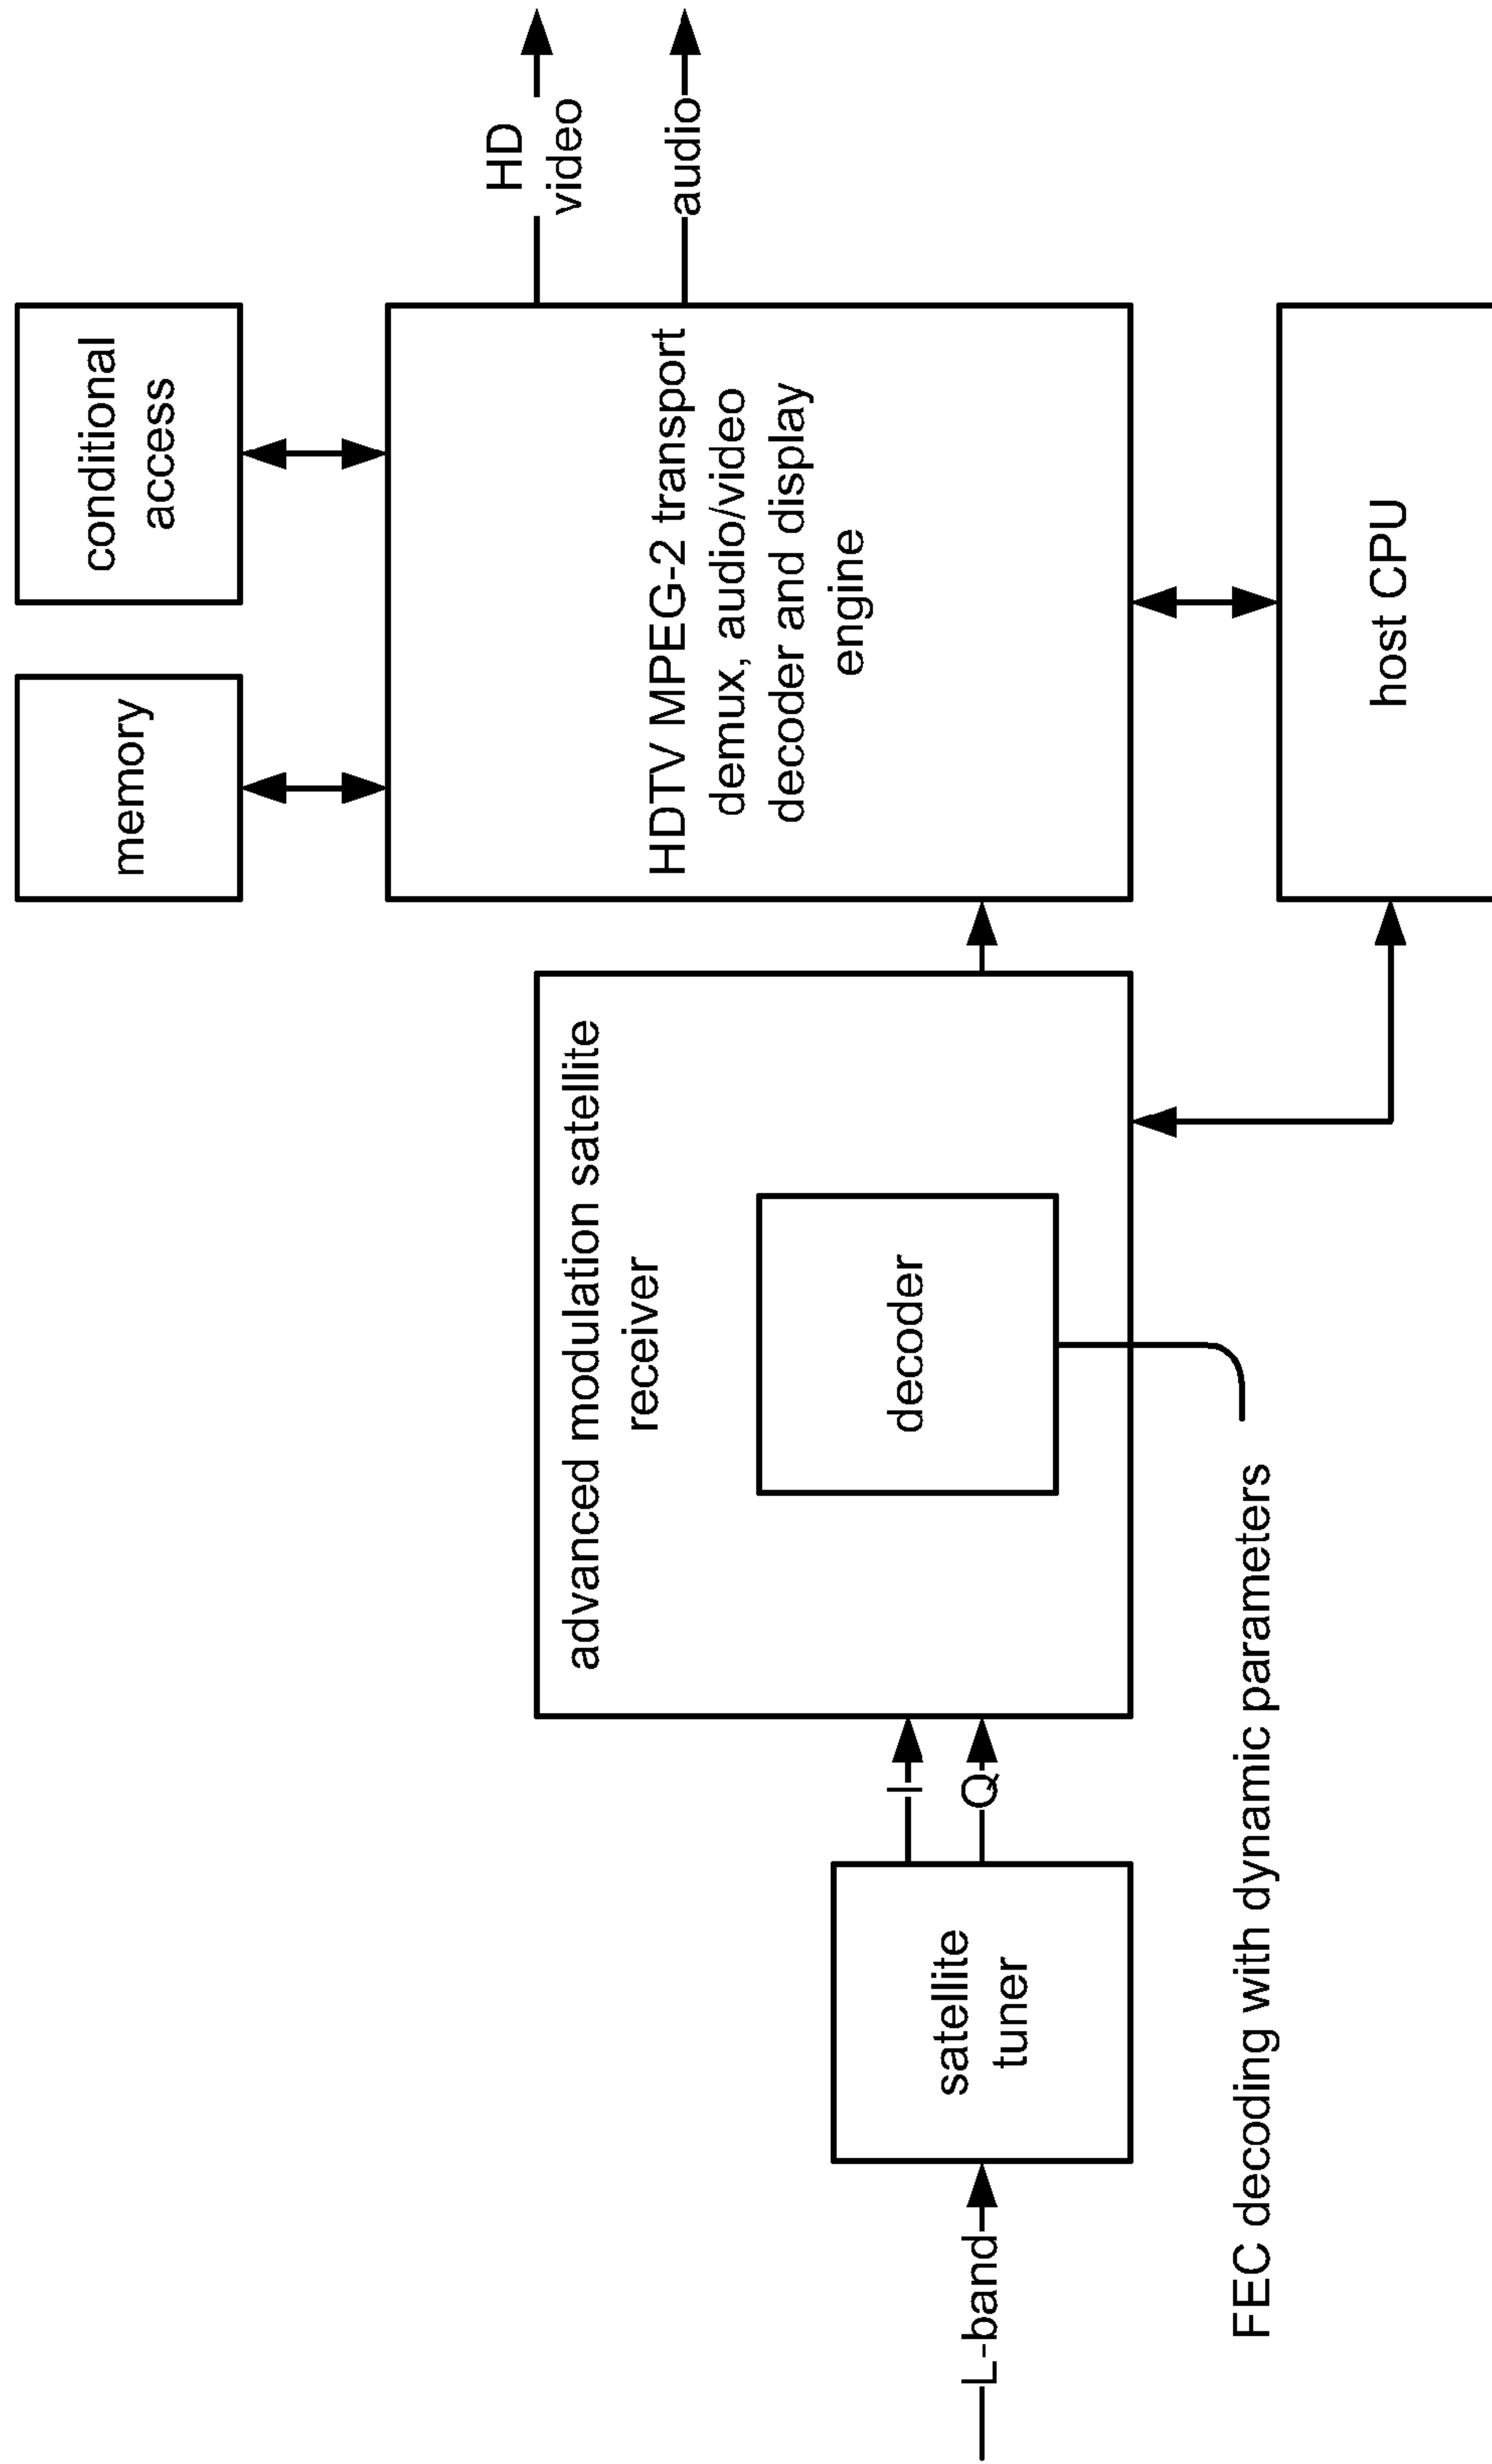 conditional
access
memory
HD
video
audio
HDTV MPEG-2 transport
demux, audio/video
decoder and display
engine
advanced modulation satellite
receiver
decoder
I
Q
satellite
tuner
L-band
host CPU
FEC decoding with dynamic parameters